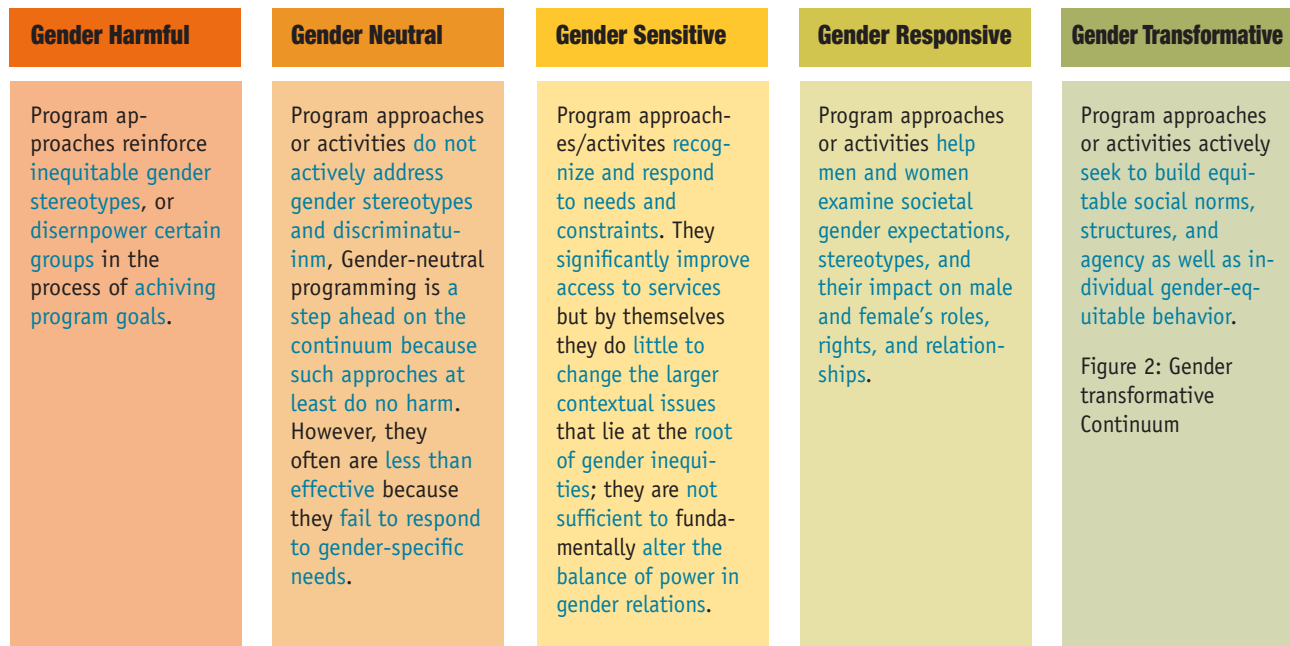 Gender Harmful
Program ap-
proaches reinforce
inequitable gender
stereotypes, or
disernpower certain
groups in the
process of achiving
program goals.
Gender Neutral
Program approaches
or activities do not
actively address
gender stereotypes
and discriminatu-
inm, Gender-neutral
programming is a
step ahead on the
continuum because
such approches at
least do no harm.
However, they
often are less than
effective because
they fail to respond
to gender-specific
needs.
Gender Sensitive
Program approach-
es/activites recog-
nize and respond
to needs and
constraints. They
significantly improve
access to services
but by themselves
they do little to
change the larger
contextual issues
that lie at the root
of gender inequi-
ties; they are not
sufficient to funda-
mentally alter the
balance of power in
gender relations.
Gender Responsive
Program approaches
or activities help
men and women
examine societal
gender expectations,
stereotypes, and
their impact on male
and female's roles,
rights, and relation-
ships.
Gender Transformative
Program approaches
or activities actively
seek to build equi-
table social norms,
structures, and
agency as well as in-
dividual gender-eq-
uitable behavior.
Figure 2: Gender
transformative
Continuum